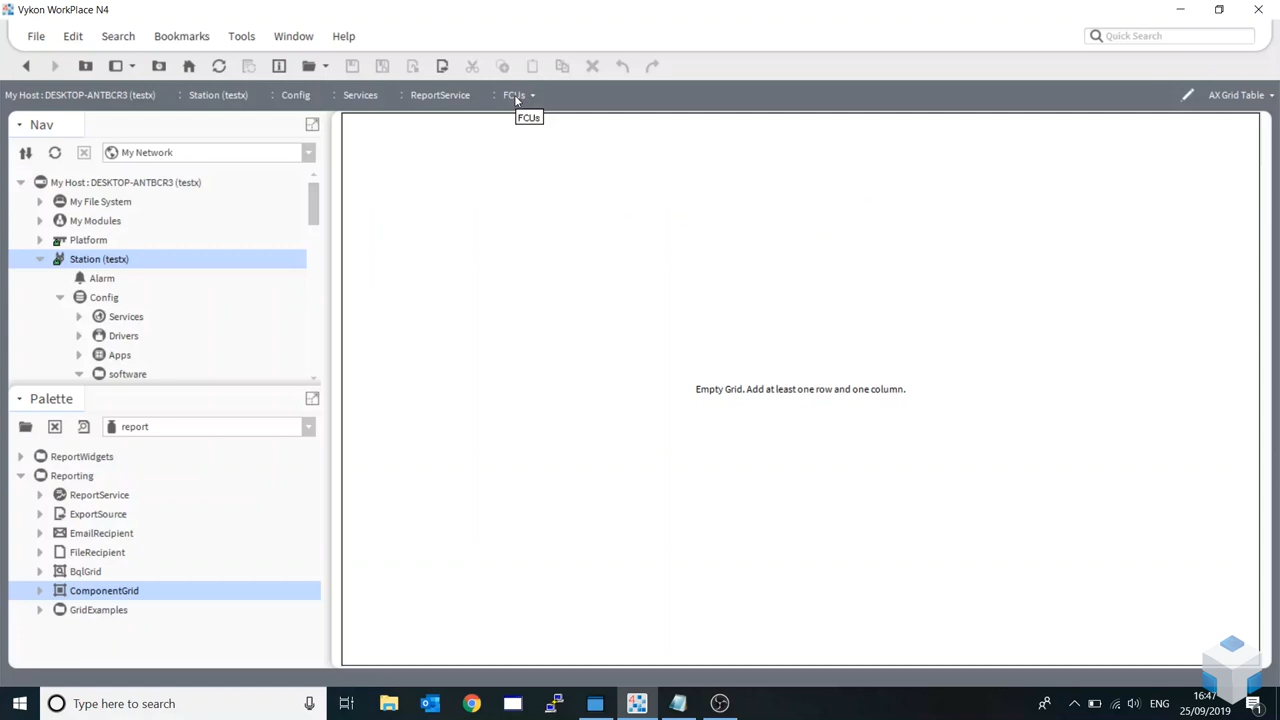 Vykon WorkPlace N4
File Edit Search Bookmarks Tools Window Help
Quick Search
My Host : DESKTOP-ANTBCR3 (testx) : Station (testx) : Config : Services : ReportService : FCUs
AX Grid Table
FCUs
Nav
My Network
My Host : DESKTOP-ANTBCR3 (testx)
My File System
My Modules
Platform
Station (testx)
Alarm
Config
Services
Drivers
Apps
software
Palette
report
ReportWidgets
Reporting
ReportService
ExportSource
EmailRecipient
FileRecipient
BqlGrid
ComponentGrid
GridExamples
Empty Grid. Add at least one row and one column.
Type here to search
ENG
16:47
25/09/2019